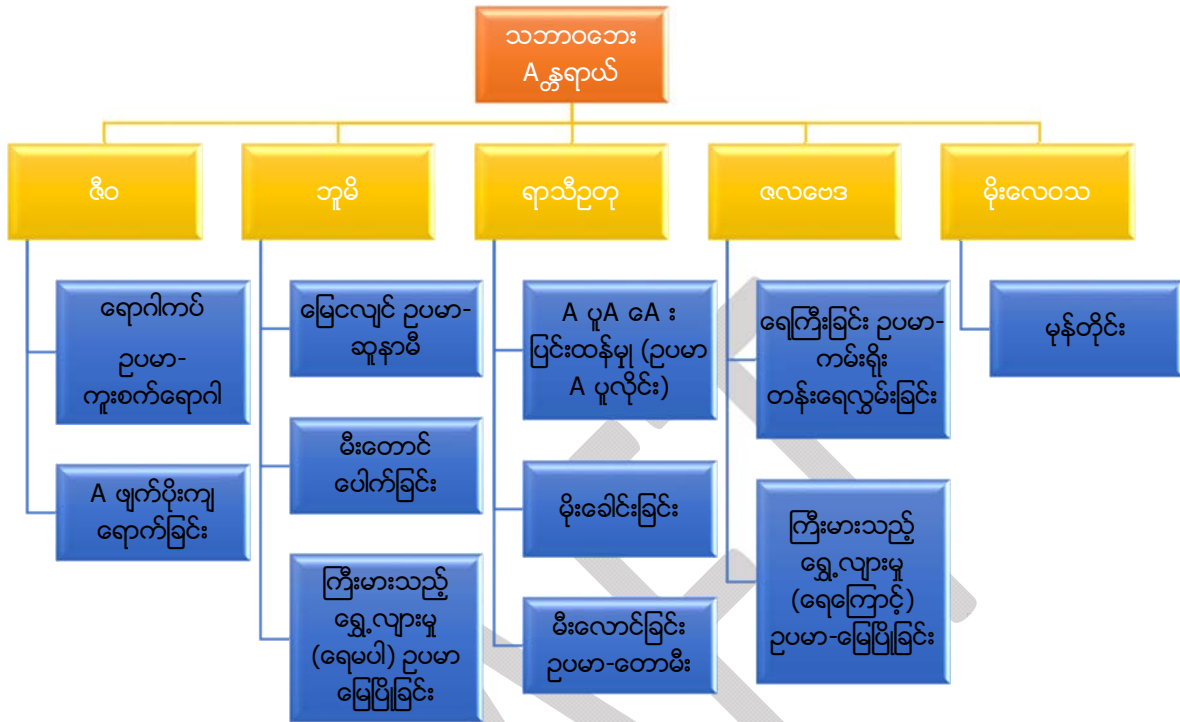 သဘာဝဘေး
A န္တရာယ်
ဇီဝ
ဘူမိ
ရာသီဥတု
ဇလဗေဒ
မိုးလေဝသ
ရောဂါကပ်
ဥပမာ-
ကူးစက်ရောဂါ
A ဖျက်ပိုးကျ
ရောက်ခြင်း
မြေငလျင် ဥပမာ-
ဆူနာမီ
မီးတောင်
ပေါက်ခြင်း
ကြီးမားသည့်
ရွှေ့လျားမှု
(ရေမပါ) ဥပမာ
မြေပြိုခြင်း
A ပူA ေA း
ပြင်းထန်မှု (ဥပမာ
A ပူလှိုင်း)
မိုးခေါင်းခြင်း
မီးလောင်ခြင်း
ဥပမာ-တောမီး
ရေကြီးခြင်း ဥပမာ-
ကမ်းရိုး
တန်းရေလွှမ်းခြင်း
ကြီးမားသည့်
ရွှေ့လျားမှု
(ရေကြောင့်)
ဥပမာ-မြေပြိုခြင်း
မုန်တိုင်း